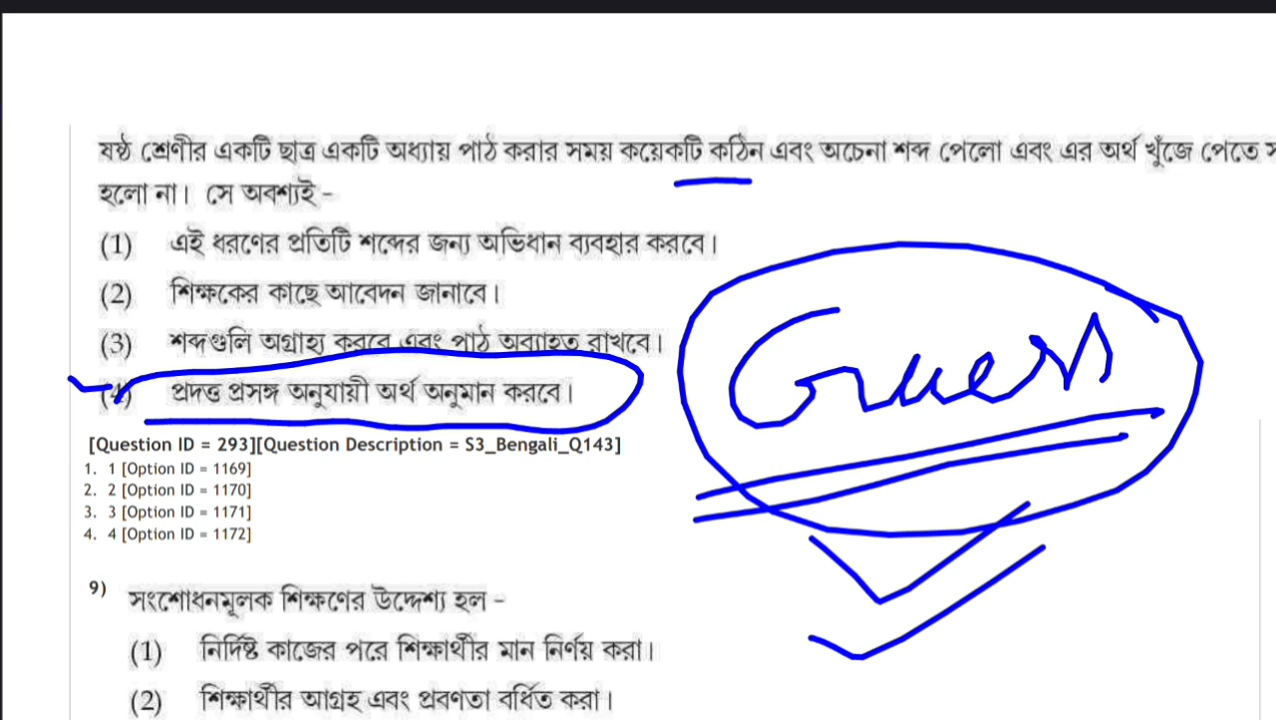 ষষ্ঠ শ্রেণীর একটি ছাত্র একটি অধ্যায় পাঠ করার সময় কয়েকটি কঠিন এবং অচেনা শব্দ পেলো এবং এর অর্থ খুঁজে পেতে
হলো না। সে অবশ্যই -
(1) এই ধরণের প্রতিটি শব্দের জন্য অভিধান ব্যবহার করবে।
(2) শিক্ষকের কাছে আবেদন জানাবে।
(3) শব্দগুলি অগ্রাহ্য করবে এবং পাঠ অব্যাহত রাখবে।
(4) প্রদত্ত প্রসঙ্গ অনুযায়ী অর্থ অনুমান করবে।
Guess
[Question ID = 293][Question Description = S3_Bengali_Q143]
1. 1 [Option ID = 1169]
2. 2 [Option ID = 1170]
3. 3 [Option ID = 1171]
4. 4 [Option ID = 1172]
9) সংশোধনমূলক শিক্ষণের উদ্দেশ্য হল -
(1) নির্দিষ্ট কাজের পরে শিক্ষার্থীর মান নির্ণয় করা।
(2) শিক্ষার্থীর আগ্রহ এবং প্রবণতা বর্ধিত করা।